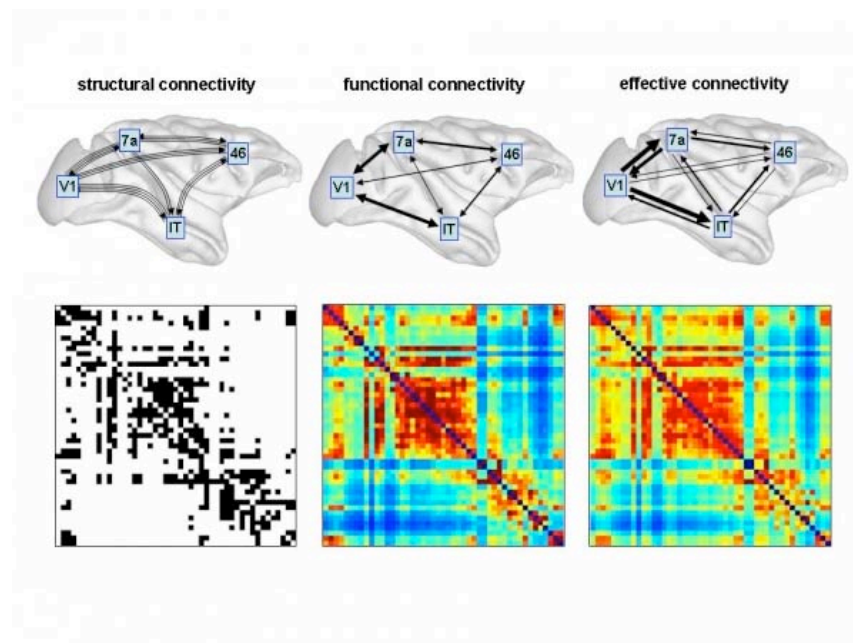 structural connectivity
functional connectivity
effective connectivity
7a
46
V1
IT
7a
46
V1
IT
7a
46
V1
IT